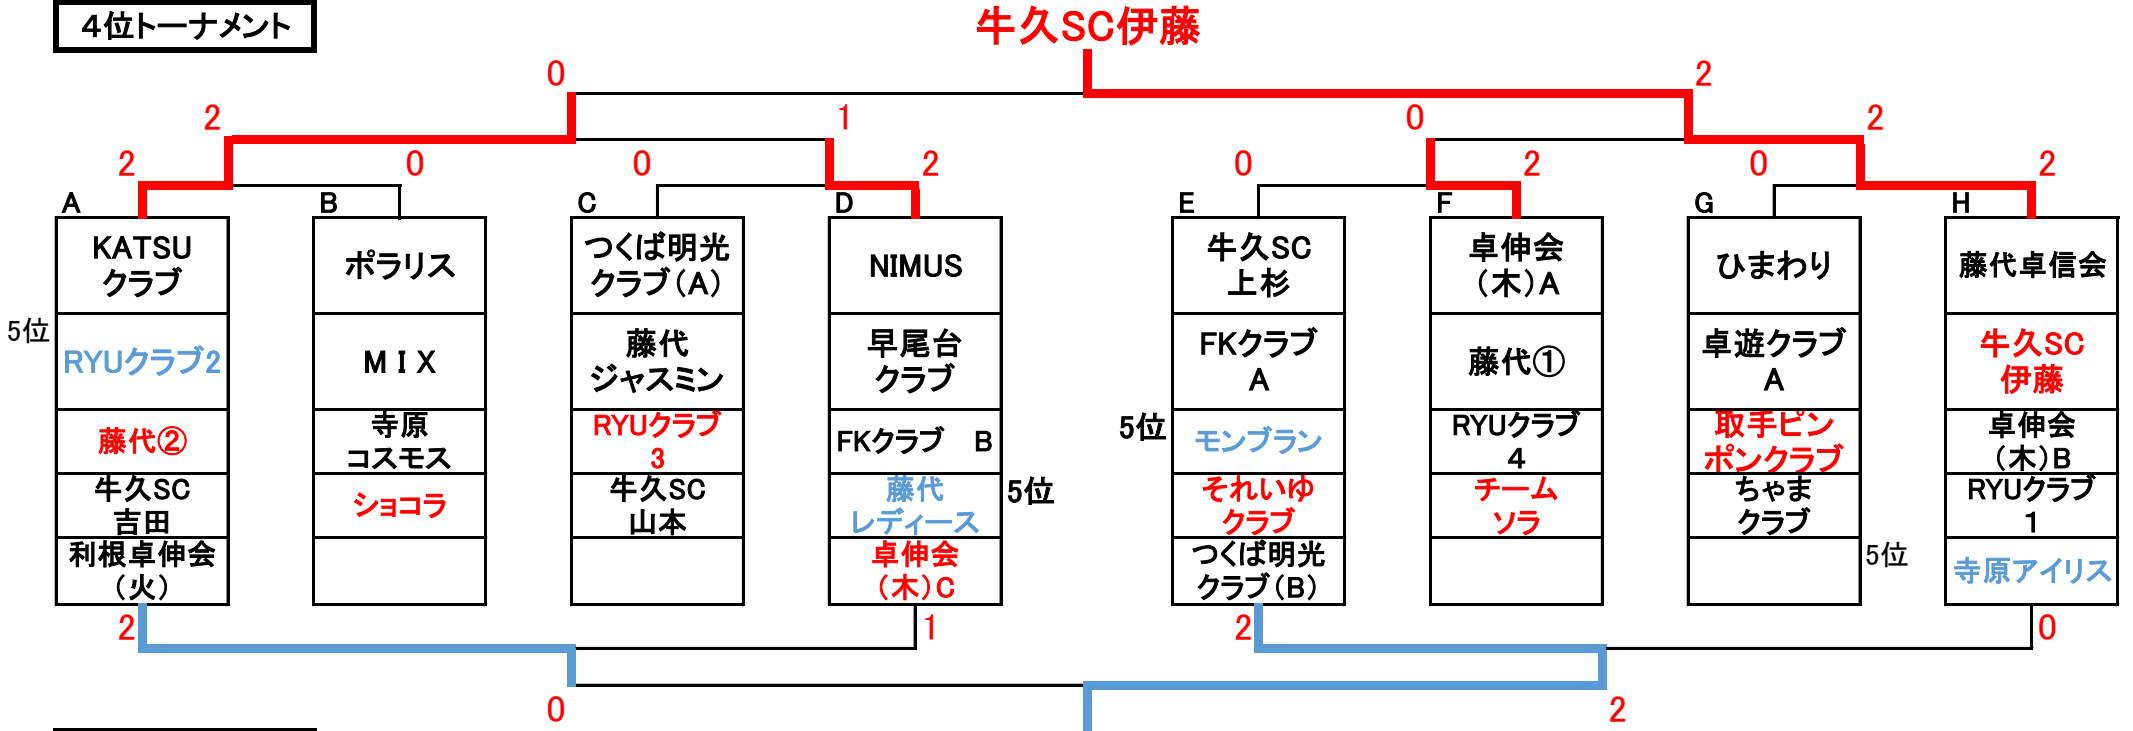 ４位トーナメント
牛久SC伊藤
0
2
2
1
0
2
2
0
0
2
0
2
0
2
A
B
C
D
E
F
G
H
KATSU
クラブ
ポラリス
つくば明光
クラブ（A）
NIMUS
牛久SC
上杉
卓伸会
（木）A
ひまわり
藤代卓信会
5位
RYUクラブ2
ＭＩＸ
藤代
ジャスミン
早尾台
クラブ
FKクラブ
A
藤代①
卓遊クラブ
A
牛久SC
伊藤
藤代②
寺原
コスモス
RYUクラブ
3
FKクラブ　B
5位
モンブラン
RYUクラブ
4
取手ピン
ポンクラブ
卓伸会
（木）B
牛久SC
吉田
ショコラ
牛久SC
山本
藤代
レディース
5位
それいゆ
クラブ
チーム
ソラ
ちゃま
クラブ
RYUクラブ
1
利根卓伸会
（火）
卓伸会
（木）C
つくば明光
クラブ（B）
5位
寺原アイリス
2
1
2
0
0
2